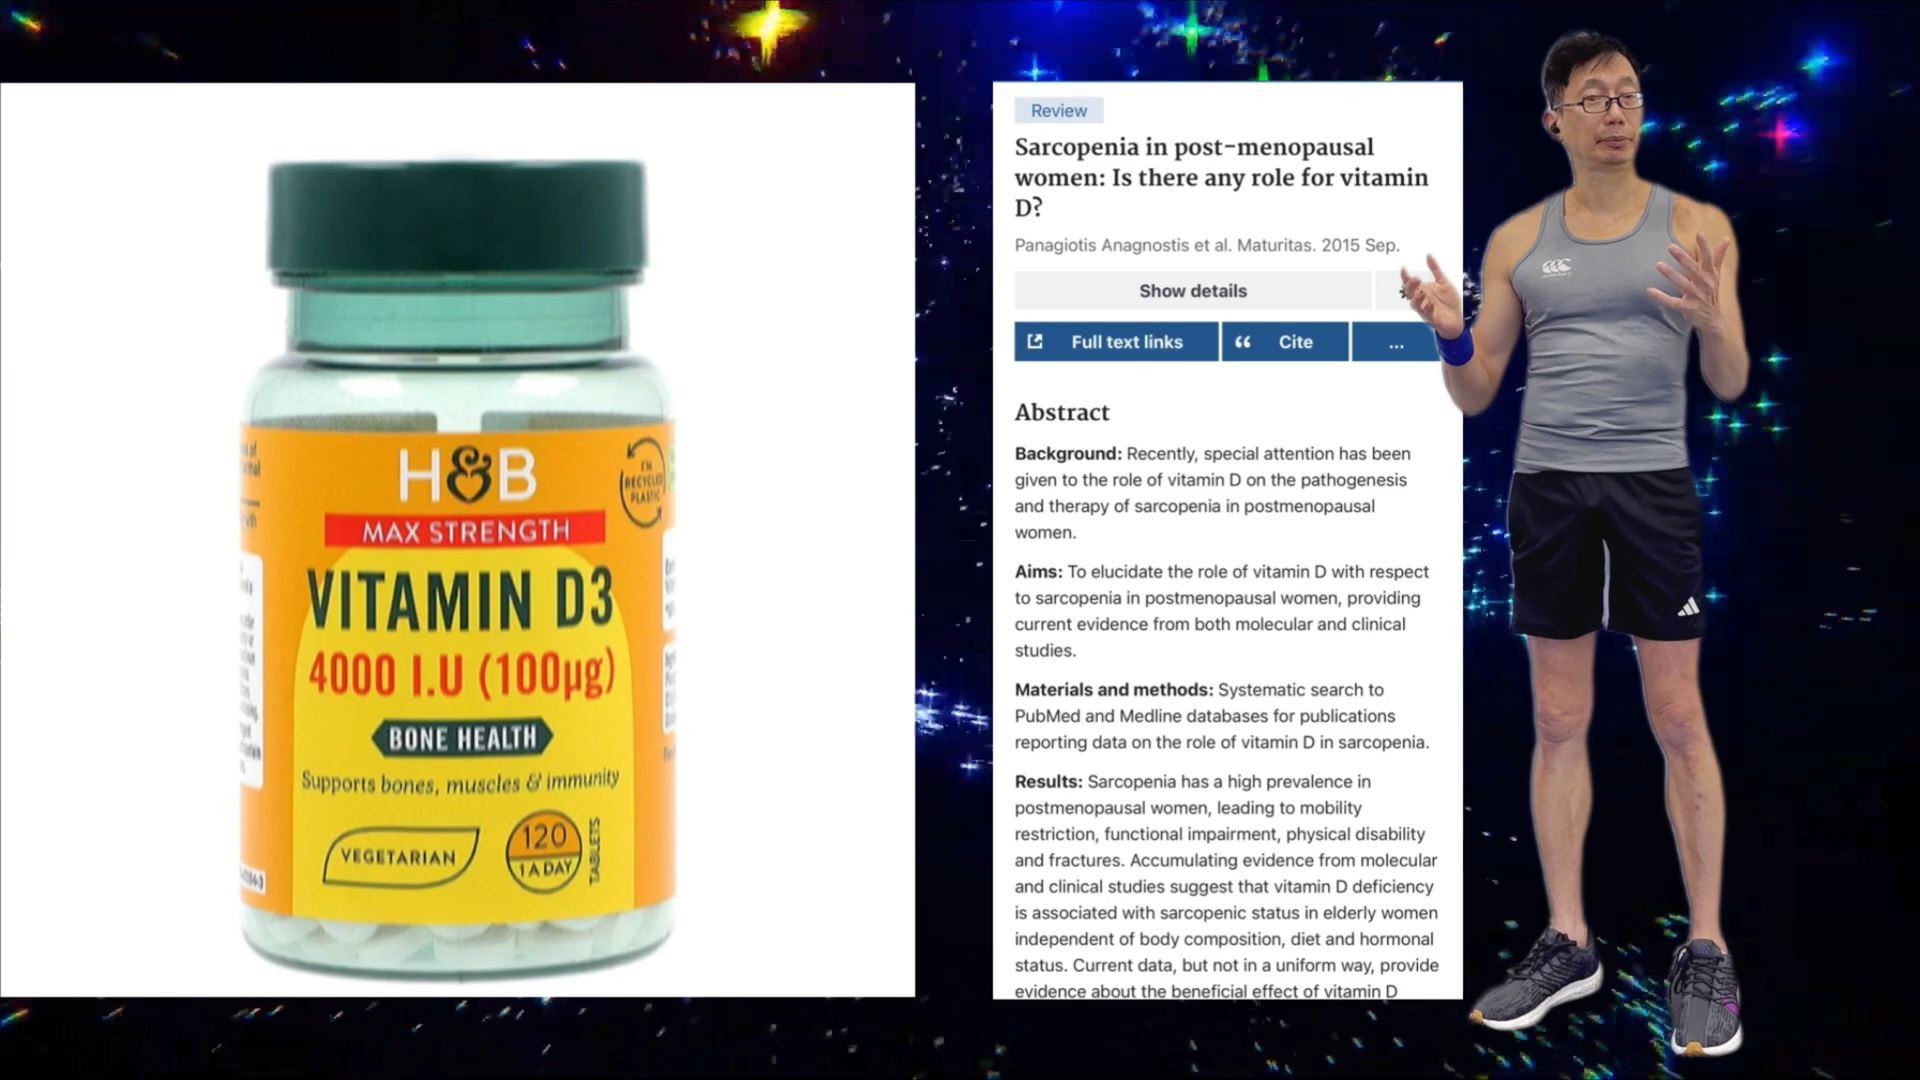 H&B
I'M
RECYCLED
PLASTIC
MAX STRENGTH
VITAMIN D3
4000 I.U (100µg)
BONE HEALTH
Supports bones, muscles & immunity
VEGETARIAN
120
1 A DAY
TABLETS
Review
Sarcopenia in post-menopausal
women: Is there any role for vitamin
D?
Panagiotis Anagnostis et al. Maturitas. 2015 Sep.
Show details
Full text links
Cite
...
Abstract
Background: Recently, special attention has been
given to the role of vitamin D on the pathogenesis
and therapy of sarcopenia in postmenopausal
women.
Aims: To elucidate the role of vitamin D with respect
to sarcopenia in postmenopausal women, providing
current evidence from both molecular and clinical
studies.
Materials and methods: Systematic search to
PubMed and Medline databases for publications
reporting data on the role of vitamin D in sarcopenia.
Results: Sarcopenia has a high prevalence in
postmenopausal women, leading to mobility
restriction, functional impairment, physical disability
and fractures. Accumulating evidence from molecular
and clinical studies suggest that vitamin D deficiency
is associated with sarcopenic status in elderly women
independent of body composition, diet and hormonal
status. Current data, but not in a uniform way, provide
evidence about the beneficial effect of vitamin D